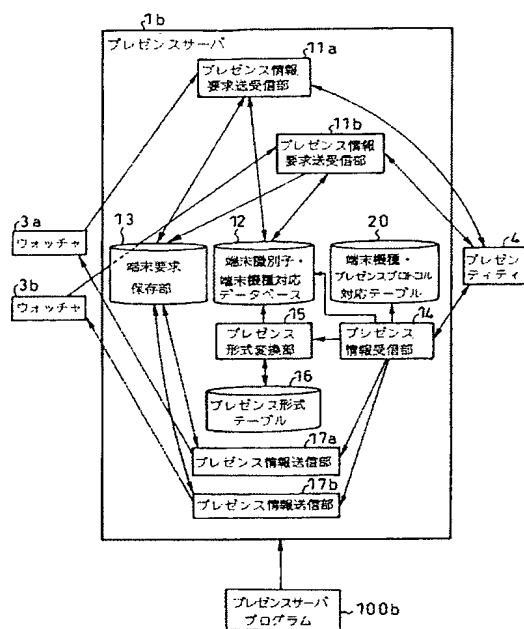 1b
プレゼンスサーバ
11a
プレゼンス情報
要求送受信部
11b
プレゼンス情報
要求送受信部
3a
ウォッチャ
3b
ウォッチャ
13
端末要求
保存部
12
端末識別子・
端末機種対応
データベース
20
端末機種・
プレゼンスプロトコル
対応テーブル
4
プレゼン
ティティ
15
プレゼンス
形式変換部
14
プレゼンス
情報受信部
16
プレゼンス形式
テーブル
17a
プレゼンス情報送信部
17b
プレゼンス情報送信部
プレゼンスサーバ
プログラム
100b